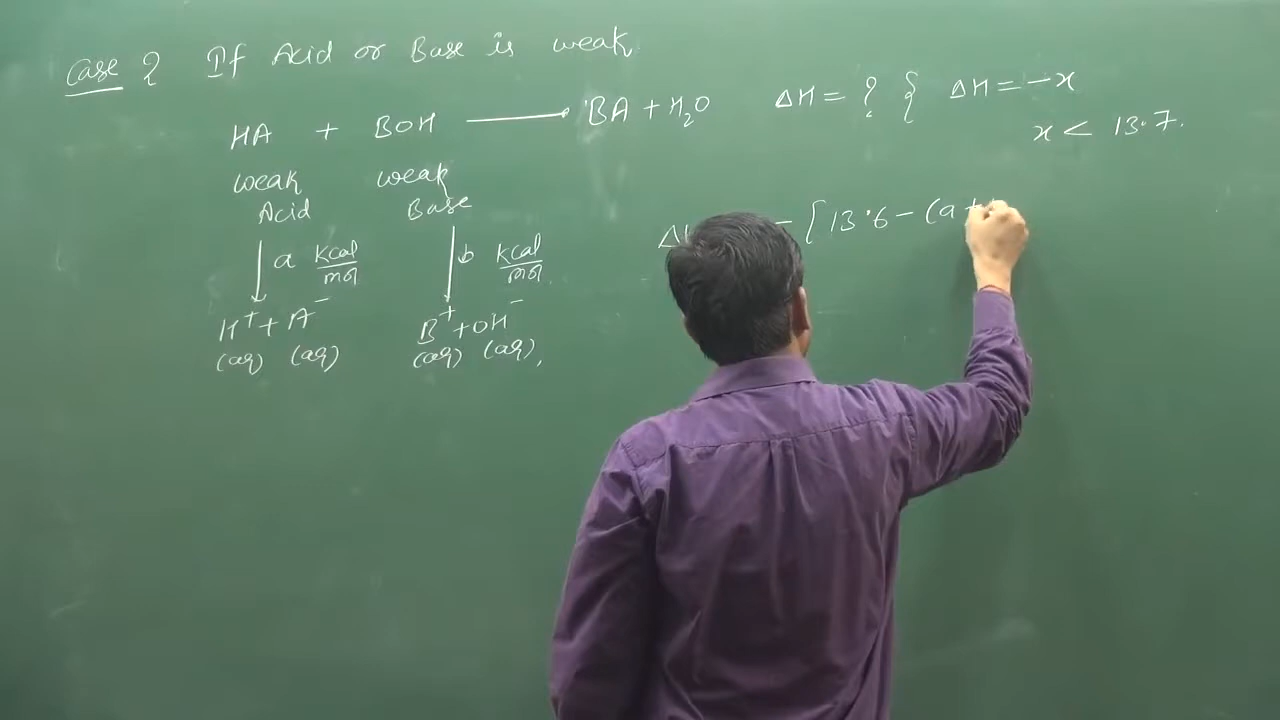 Case 2 If Acid or Base is weak
HA + BOH ⟶ BA + H₂O ΔH = ? { ΔH = −x
x < 13.7.
weak weak
Acid Base
− [13.6 − (a +
a kcal/mol b kcal/mol
H⁺ + A⁻ B⁺ + OH⁻
(aq) (aq) (aq) (aq),